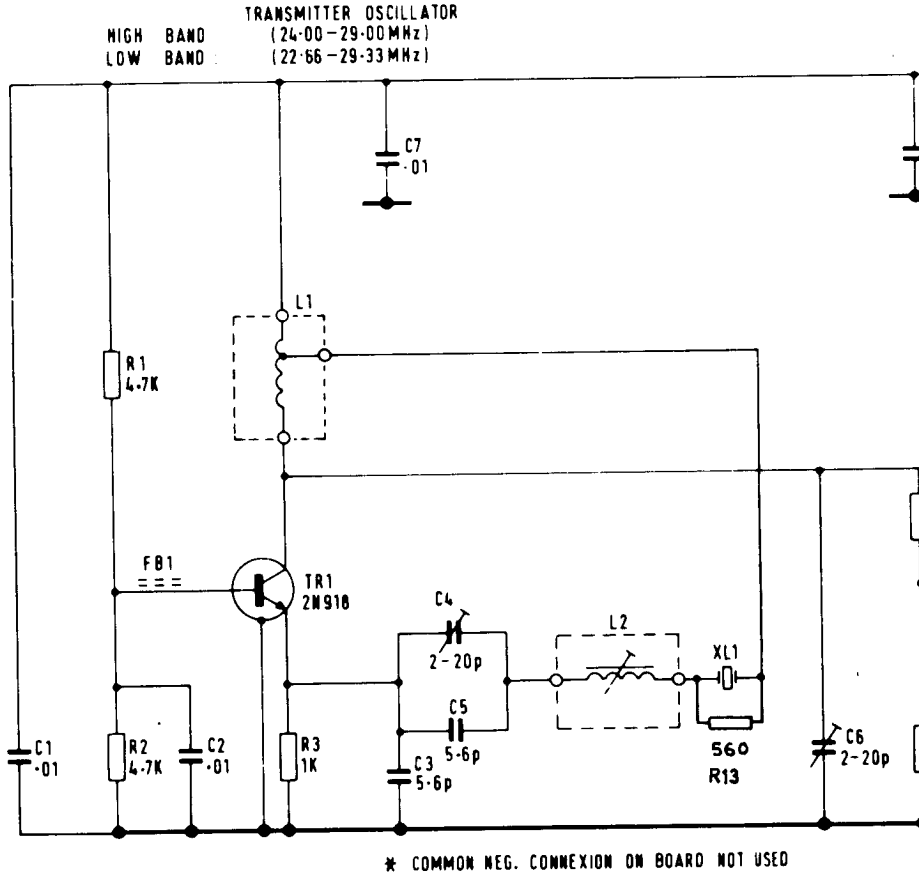 TRANSMITTER OSCILLATOR
HIGH BAND (24·00-29·00MHz)
LOW BAND (22·66-29·33MHz)
C7
·01
L1
R1
4·7K
FB1
TR1
2N918
C4
2-20p
L2
XL1
C5
5·6p
C1
·01
R2
4·7K
C2
·01
R3
1K
C3
5·6p
560
R13
C6
2-20p
* COMMON NEG. CONNEXION ON BOARD NOT USED